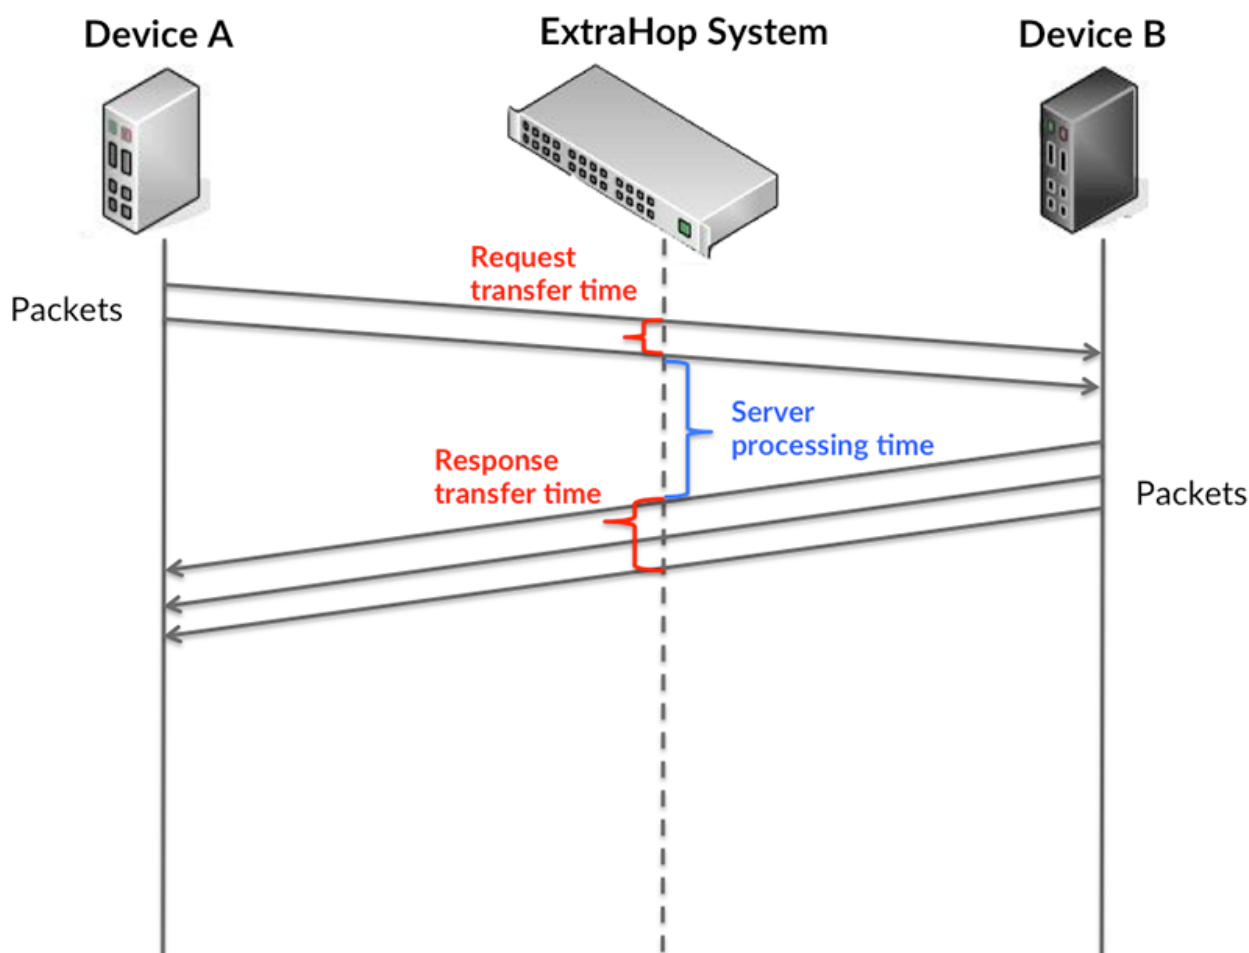 Device A
ExtraHop System
Device B
Request
transfer time
Packets
Server
processing time
Response
transfer time
Packets